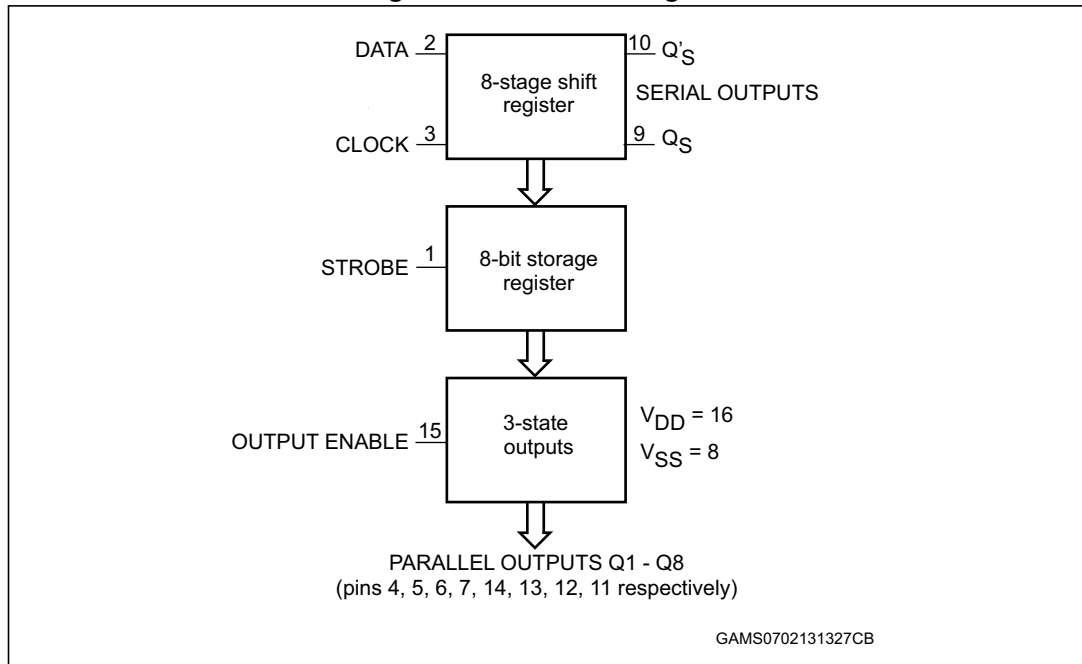 DATA 2
8-stage shift
register
10 Q'S
SERIAL OUTPUTS
CLOCK 3
9 QS
STROBE 1
8-bit storage
register
OUTPUT ENABLE 15
3-state
outputs
VDD = 16
VSS = 8
PARALLEL OUTPUTS Q1 - Q8
(pins 4, 5, 6, 7, 14, 13, 12, 11 respectively)
GAMS0702131327CB